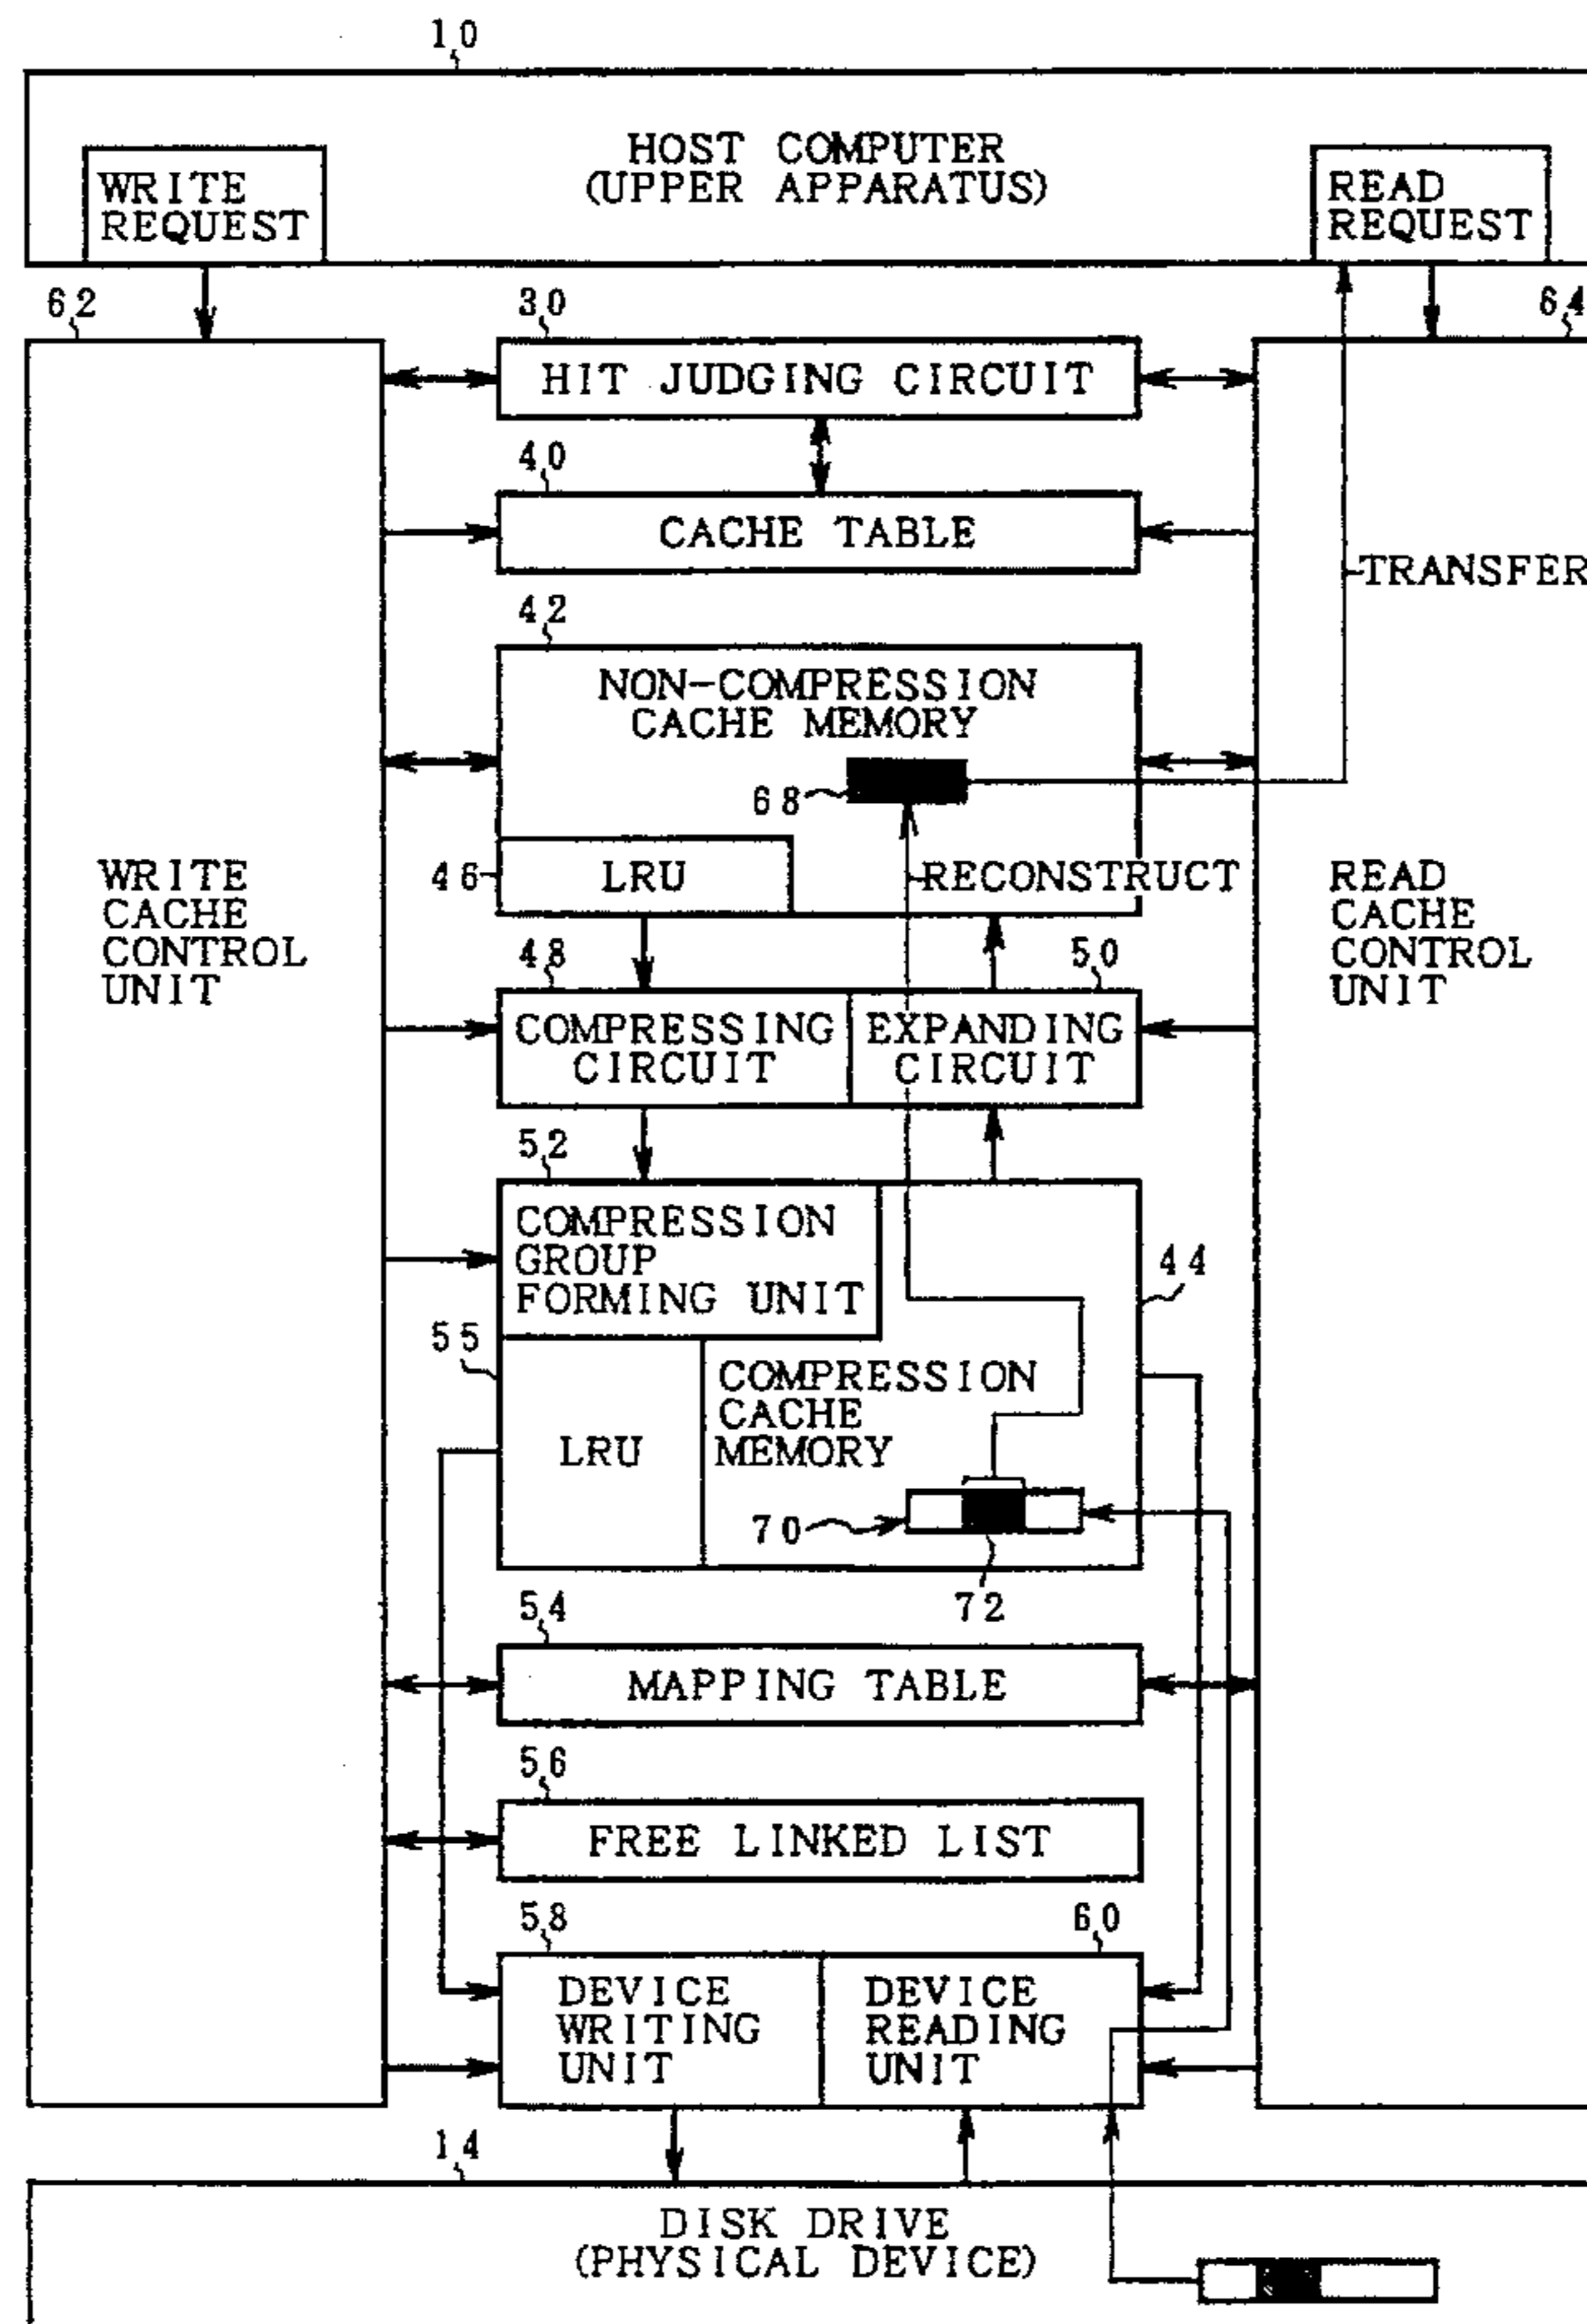 10
HOST COMPUTER
(UPPER APPARATUS)
WRITE
REQUEST
READ
REQUEST
62
30
64
HIT JUDGING CIRCUIT
40
CACHE TABLE
TRANSFER
42
NON-COMPRESSION
CACHE MEMORY
68
46
LRU
RECONSTRUCT
WRITE
CACHE
CONTROL
UNIT
READ
CACHE
CONTROL
UNIT
48
50
COMPRESSING
CIRCUIT
EXPANDING
CIRCUIT
52
COMPRESSION
GROUP
FORMING UNIT
44
55
LRU
COMPRESSION
CACHE
MEMORY
70
72
54
MAPPING TABLE
56
FREE LINKED LIST
58
60
DEVICE
WRITING
UNIT
DEVICE
READING
UNIT
14
DISK DRIVE
(PHYSICAL DEVICE)